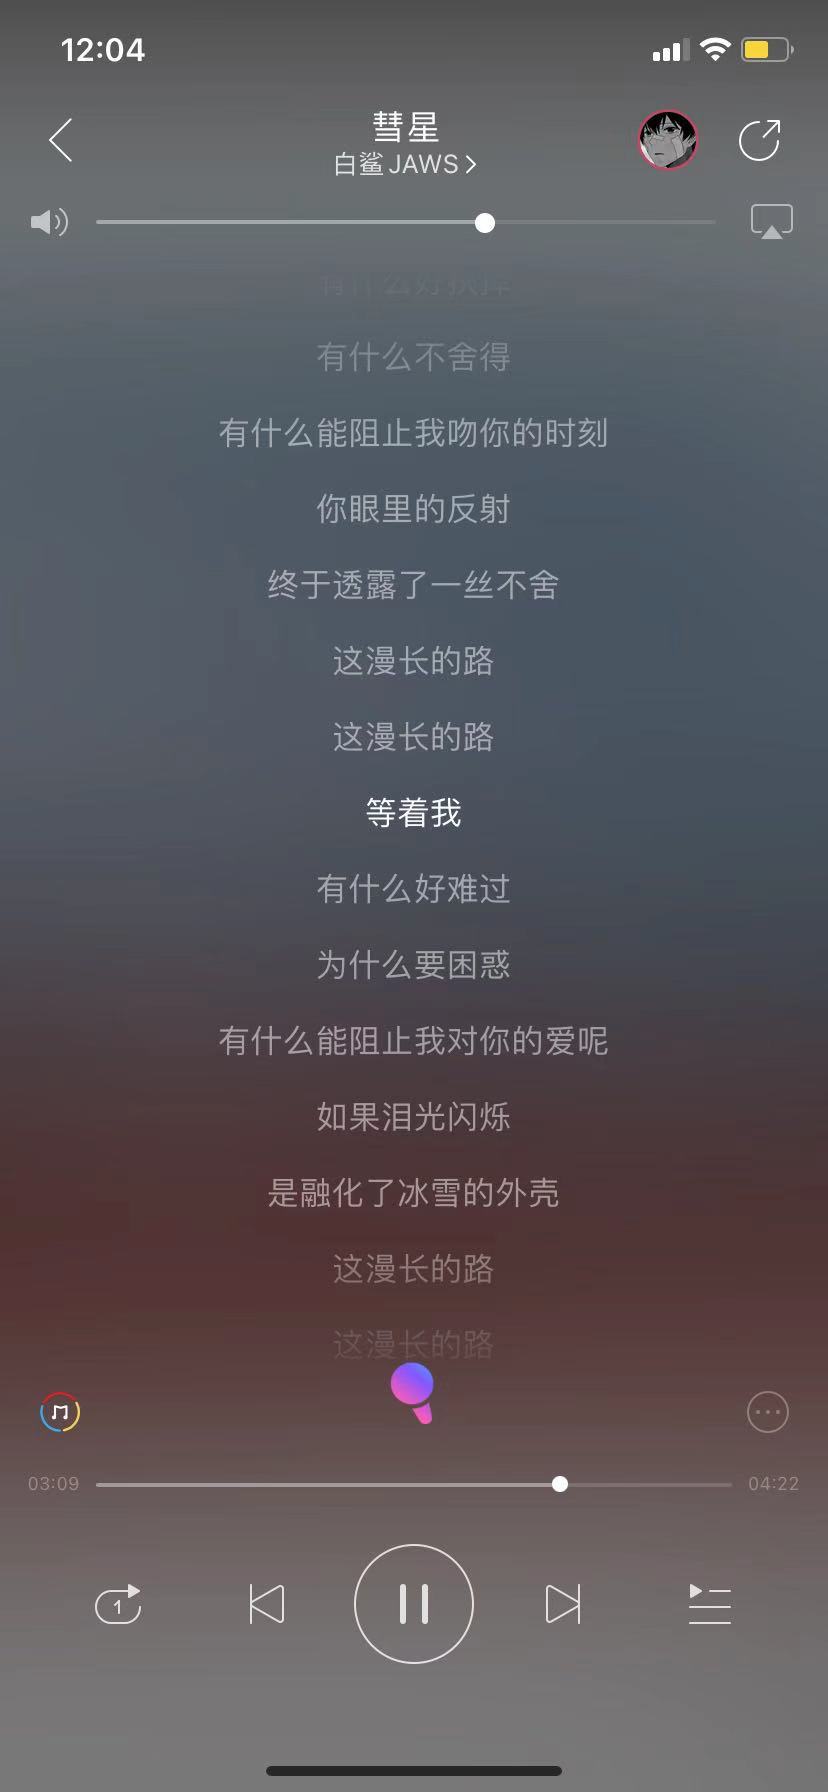 12:04
彗星
白鲨JAWS
有什么不舍得
有什么能阻止我吻你的时刻
你眼里的反射
终于透露了一丝不舍
这漫长的路
这漫长的路
等着我
有什么好难过
为什么要困惑
有什么能阻止我对你的爱呢
如果泪光闪烁
是融化了冰雪的外壳
这漫长的路
这漫长的路
03:09
04:22
1